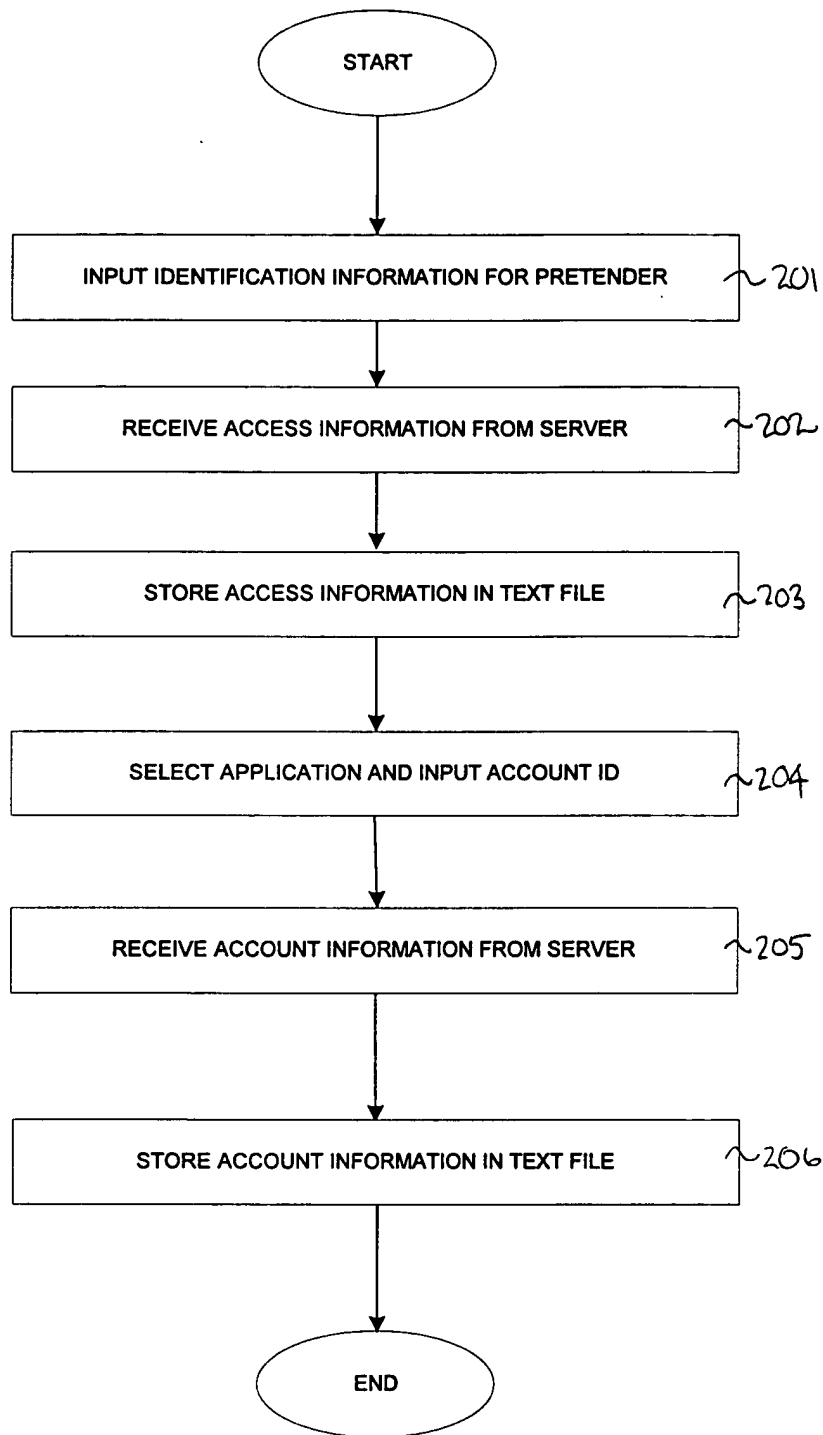 START
INPUT IDENTIFICATION INFORMATION FOR PRETENDER 201
RECEIVE ACCESS INFORMATION FROM SERVER 202
STORE ACCESS INFORMATION IN TEXT FILE 203
SELECT APPLICATION AND INPUT ACCOUNT ID 204
RECEIVE ACCOUNT INFORMATION FROM SERVER 205
STORE ACCOUNT INFORMATION IN TEXT FILE 206
END